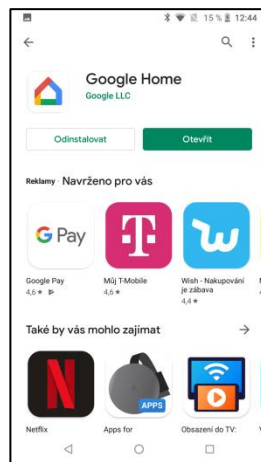 15 % 12:44
Google Home
Google LLC
Odinstalovat
Otevřít
Reklamy · Navrženo pro vás
G Pay
T
Google Pay
4,6 ★
Můj T-Mobile
4,6 ★
Wish - Nakupování
je zábava
4,4 ★
Také by vás mohlo zajímat
N
APPS
Netflix
Apps for
Obsazení do TV: